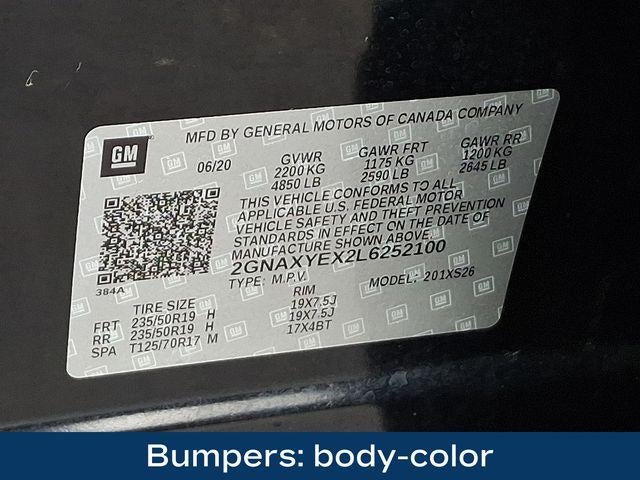 MFD BY GENERAL MOTORS OF CANADA COMPANY
GM
06/20 GVWR GAWR FRT GAWR RR
2200 KG 1175 KG 1200 KG
4850 LB 2590 LB 2645 LB
THIS VEHICLE CONFORMS TO ALL
APPLICABLE U.S. FEDERAL MOTOR
VEHICLE SAFETY AND THEFT PREVENTION
STANDARDS IN EFFECT ON THE DATE OF
MANUFACTURE SHOWN ABOVE.
2GNAXYEX2L6252100
384A TYPE: M.P.V. MODEL: 201XS26
TIRE SIZE RIM
FRT 235/50R19 H 19X7.5J
RR 235/50R19 H 19X7.5J
SPA T125/70R17 M 17X4BT
Bumpers: body-color